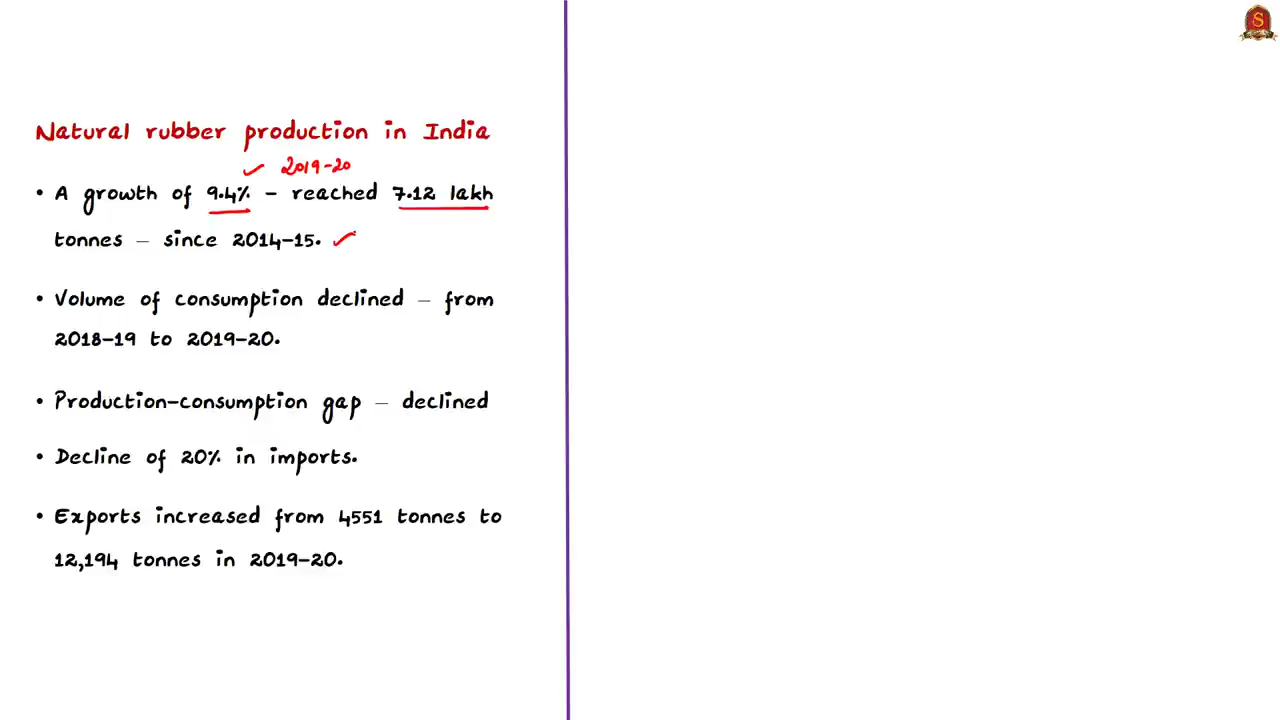 Natural rubber production in India
2019-20
• A growth of 9.4% - reached 7.12 lakh
tonnes - since 2014-15.
• Volume of consumption declined - from
2018-19 to 2019-20.
• Production-consumption gap - declined
• Decline of 20% in imports.
• Exports increased from 4551 tonnes to
12,194 tonnes in 2019-20.
S